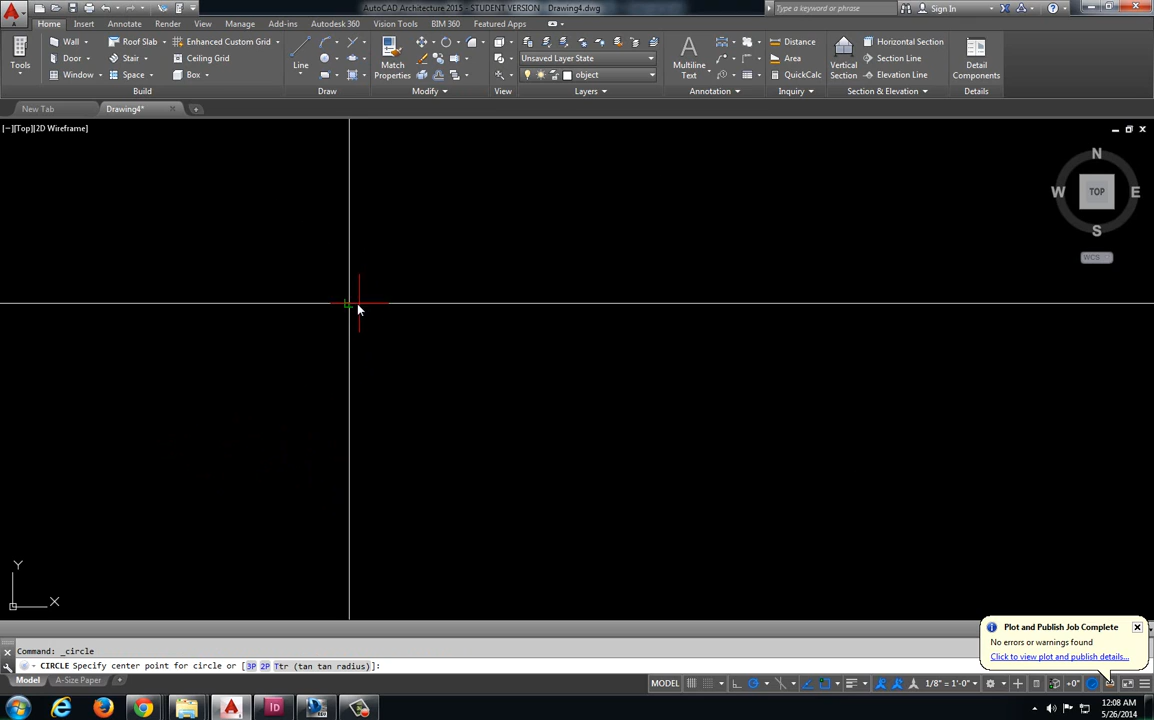 AutoCAD Architecture 2015 - STUDENT VERSION Drawing4.dwg
Type a keyword or phrase
Sign In
Home Insert Annotate Render View Manage Add-ins Autodesk 360 Vision Tools BIM 360 Featured Apps
Tools
Wall
Roof Slab
Enhanced Custom Grid
Door
Stair
Ceiling Grid
Window
Space
Box
Build
Line
Draw
Match
Properties
Modify
View
Unsaved Layer State
object
Layers
Multiline
Text
Annotation
Distance
Area
QuickCalc
Inquiry
Vertical
Section
Horizontal Section
Section Line
Elevation Line
Section & Elevation
Detail
Components
Details
New Tab
Drawing4*
[−][Top][2D Wireframe]
N
W TOP E
S
WCS
Y
X
Plot and Publish Job Complete
No errors or warnings found
Click to view plot and publish details...
Command: _circle
- CIRCLE Specify center point for circle or [3P 2P Ttr (tan tan radius)]:
Model A-Size Paper
MODEL
1/8" = 1'-0"
+0"
12:08 AM
5/26/2014